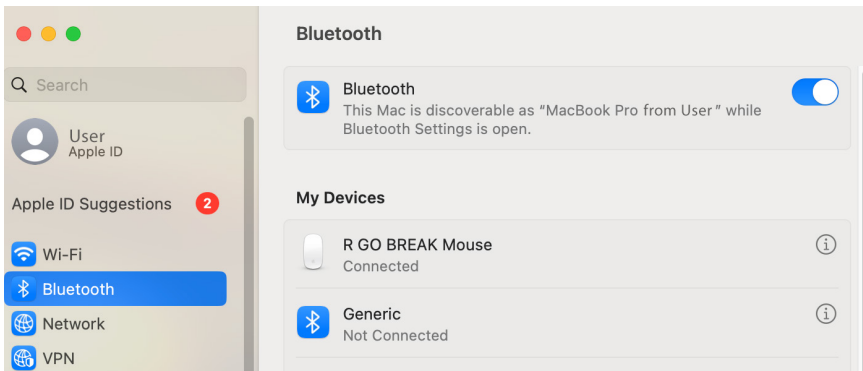 Bluetooth
Search
User
Apple ID
Apple ID Suggestions 2
Wi-Fi
Bluetooth
Network
VPN
Bluetooth
This Mac is discoverable as “MacBook Pro from User” while
Bluetooth Settings is open.
My Devices
R GO BREAK Mouse
Connected
Generic
Not Connected